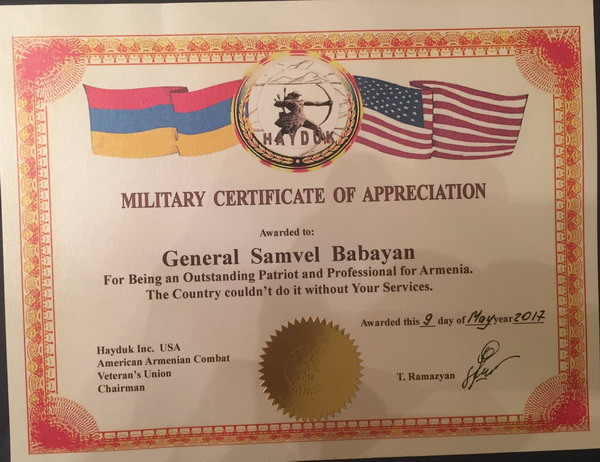 HAYDUK
MILITARY CERTIFICATE OF APPRECIATION
Awarded to:
General Samvel Babayan
For Being an Outstanding Patriot and Professional for Armenia.
The Country couldn't do it without Your Services.
Awarded this 9 day of May year 2017
Hayduk Inc. USA
American Armenian Combat
Veteran's Union
Chairman
T. Ramazyan